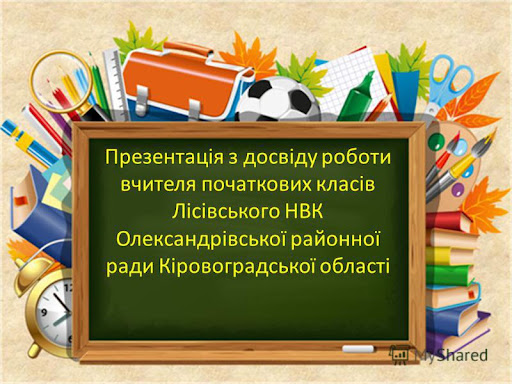 Презентація з досвіду роботи
вчителя початкових класів
Лісівського НВК
Олександрівської районної
ради Кіровоградської області
MyShared